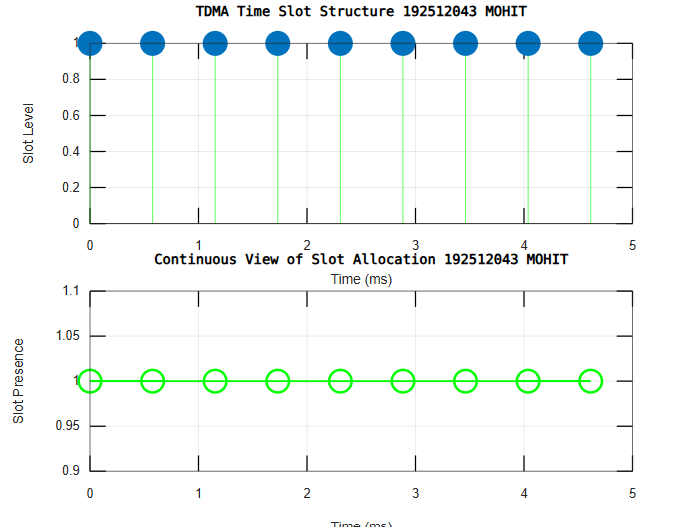 TDMA Time Slot Structure 192512043 MOHIT
1
0.8
0.6
0.4
0.2
0
Slot Level
0 1 2 3 4 5
Time (ms)
Continuous View of Slot Allocation 192512043 MOHIT
1.1
1.05
1
0.95
0.9
Slot Presence
0 1 2 3 4 5
Time (ms)